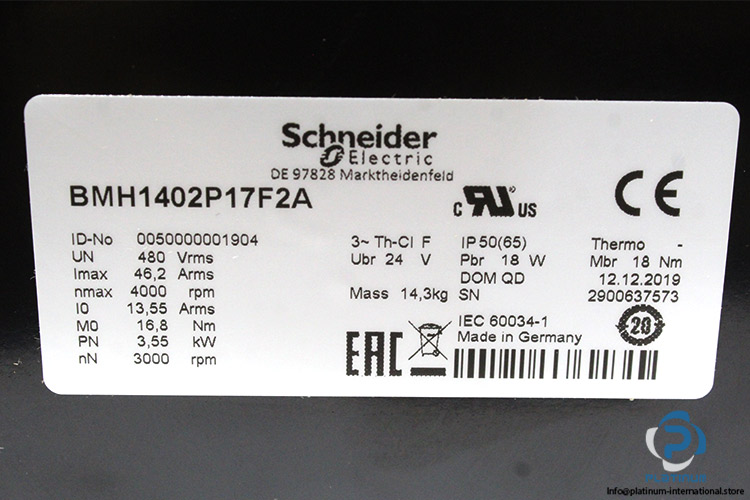 Schneider
Electric
DE 97828 Marktheidenfeld
BMH1402P17F2A
c RU US CE
ID-No 0050000001904
UN 480 Vrms
Imax 46,2 Arms
nmax 4000 rpm
I0 13,55 Arms
M0 16,8 Nm
PN 3,55 kW
nN 3000 rpm
3~ Th-Cl F IP50(65) Thermo -
Ubr 24 V Pbr 18 W Mbr 18 Nm
DOM QD 12.12.2019
Mass 14,3kg SN 2900637573
IEC 60034-1
Made in Germany
20
EAC
Info@platinum-international.store